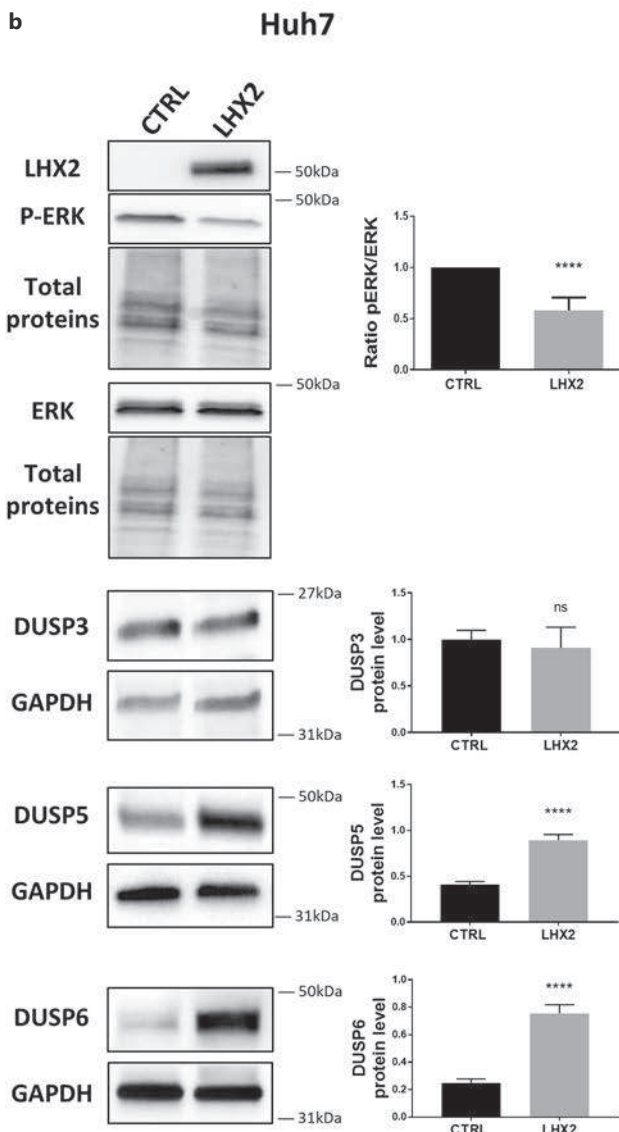 b
Huh7
CTRL
LHX2
LHX2
50kDa
50kDa
P-ERK
Total
proteins
ERK
50kDa
Total
proteins
Ratio pERK/ERK
1.5
1.0
0.5
0.0
****
CTRL
LHX2
DUSP3
27kDa
GAPDH
31kDa
DUSP3
protein level
1.5
1.0
0.5
0.0
ns
CTRL
LHX2
DUSP5
50kDa
GAPDH
31kDa
DUSP5
protein level
1.5
1.0
0.5
0.0
****
CTRL
LHX2
DUSP6
50kDa
GAPDH
31kDa
DUSP6
protein level
1.0
0.8
0.6
0.4
0.2
0.0
****
CTRL
LHX2